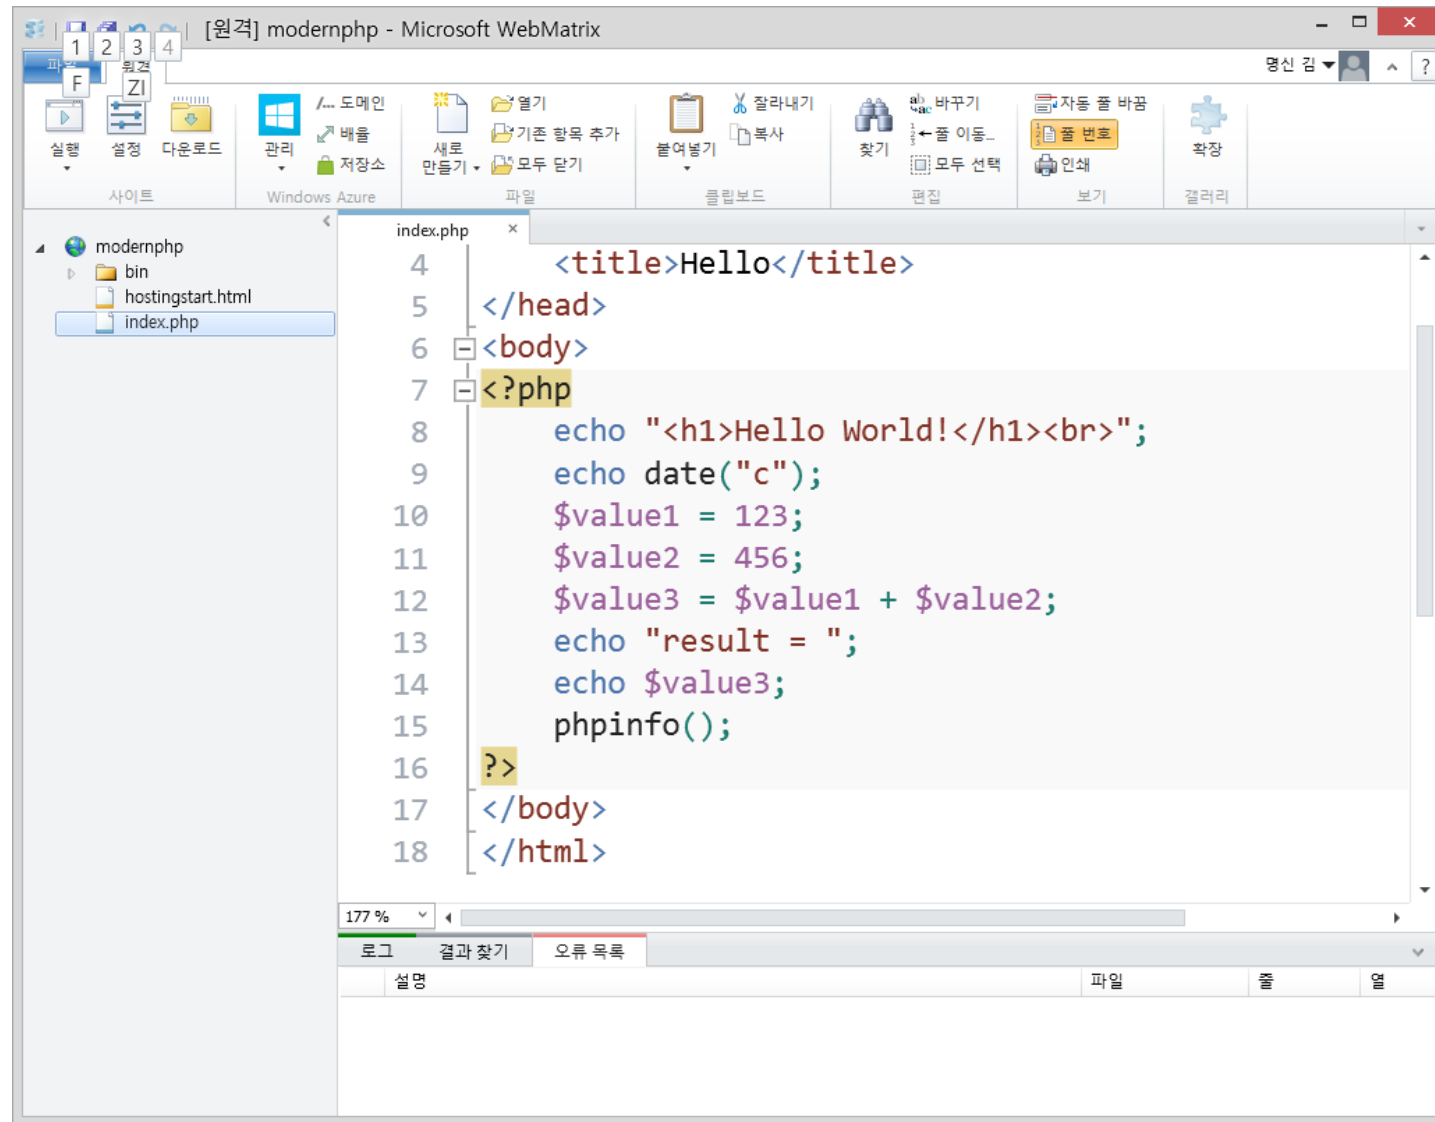 [원격] modernphp - Microsoft WebMatrix
1 2 3 4
파일 원격
F ZI
명신 김
?
실행 설정 다운로드
사이트
관리
/... 도메인
배율
저장소
Windows Azure
새로 만들기
열기
기존 항목 추가
모두 닫기
파일
붙여넣기
잘라내기
복사
클립보드
찾기
바꾸기
줄 이동...
모두 선택
편집
자동 줄 바꿈
줄 번호
인쇄
보기
확장
갤러리
modernphp
bin
hostingstart.html
index.php
index.php ×
4 <title>Hello</title>
5 </head>
6 <body>
7 <?php
8 echo "<h1>Hello World!</h1><br>";
9 echo date("c");
10 $value1 = 123;
11 $value2 = 456;
12 $value3 = $value1 + $value2;
13 echo "result = ";
14 echo $value3;
15 phpinfo();
16 ?>
17 </body>
18 </html>
177 %
로그 결과 찾기 오류 목록
설명 파일 줄 열